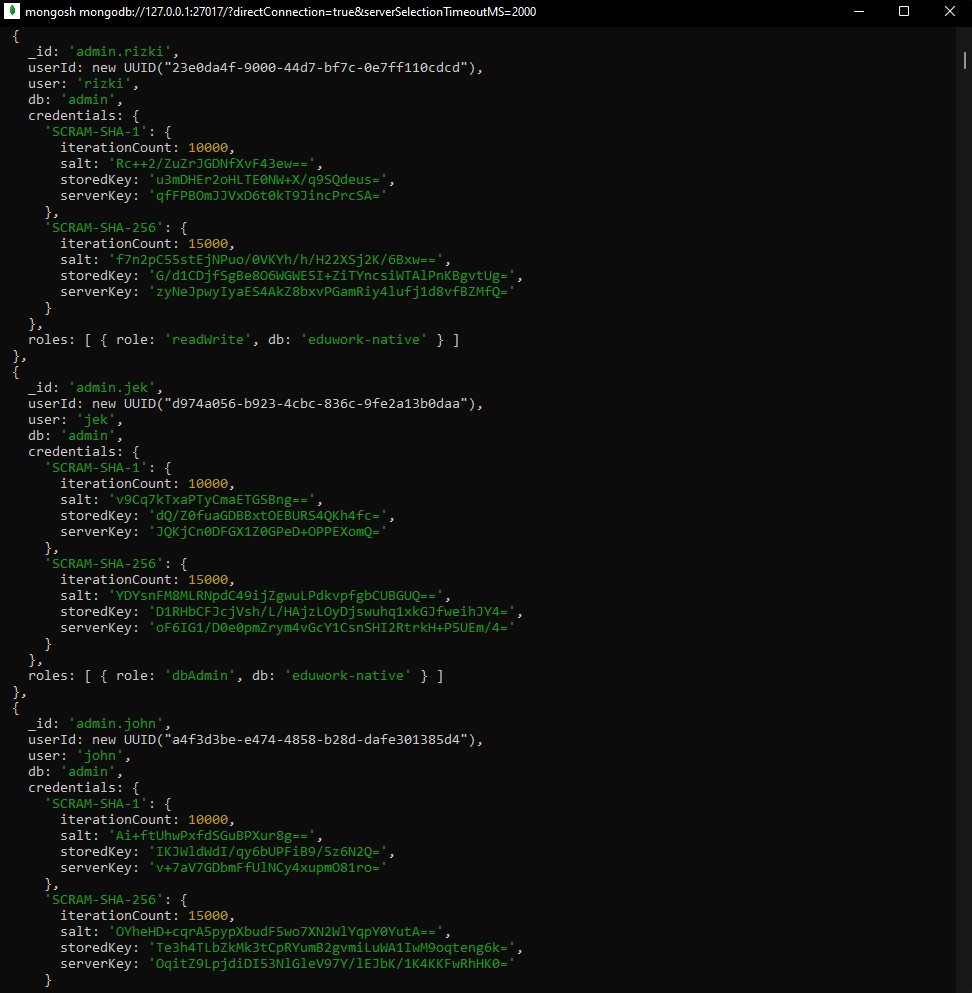 mongosh mongodb://127.0.0.1:27017/?directConnection=true&serverSelectionTimeoutMS=2000
{
_id: 'admin.rizki',
userId: new UUID("23e0da4f-9000-44d7-bf7c-0e7ff110cdcd"),
user: 'rizki',
db: 'admin',
credentials: {
'SCRAM-SHA-1': {
iterationCount: 10000,
salt: 'Rc++2/ZuZrJGDNfXvF43ew==',
storedKey: 'u3mDHEr2oHLTE0NW+X/q9SQdeus=',
serverKey: 'qfFPBOmJJVxD6t0kT9JincPrcSA='
},
'SCRAM-SHA-256': {
iterationCount: 15000,
salt: 'f7n2pC55stEjNPuo/0VKYh/h/H22XSj2K/6Bxw==',
storedKey: 'G/d1CDjfSgBe8O6WGWE5I+ZiTYncsiWTAlPnKBgvtUg=',
serverKey: 'zyNeJpwyIyaES4AkZ8bxvPGamRiy4lufj1d8vfBZMfQ='
}
},
roles: [ { role: 'readWrite', db: 'eduwork-native' } ]
},
{
_id: 'admin.jek',
userId: new UUID("d974a056-b923-4cbc-836c-9fe2a13b0daa"),
user: 'jek',
db: 'admin',
credentials: {
'SCRAM-SHA-1': {
iterationCount: 10000,
salt: 'v9Cq7kTxaPTyCmaETGSBng==',
storedKey: 'dQ/Z0fuaGDBBxtOEBURS4QKh4fc=',
serverKey: 'JQKjCn0DFGX1Z0GPeD+OPPEXomQ='
},
'SCRAM-SHA-256': {
iterationCount: 15000,
salt: 'YDYsnFM8MLRNpdC49ijZgwuLPdkvpfgbCUBGUQ==',
storedKey: 'D1RHbCFJcjVsh/L/HAjzLOyDjswuhq1xkGJfweihJY4=',
serverKey: 'oF6IG1/D0e0pmZrym4vGcY1CsnSHI2RtrkH+P5UEm/4='
}
},
roles: [ { role: 'dbAdmin', db: 'eduwork-native' } ]
},
{
_id: 'admin.john',
userId: new UUID("a4f3d3be-e474-4858-b28d-dafe301385d4"),
user: 'john',
db: 'admin',
credentials: {
'SCRAM-SHA-1': {
iterationCount: 10000,
salt: 'Ai+ftUhwPxfdSGuBPXur8g==',
storedKey: 'IKJWldWdI/qy6bUPFiB9/5z6N2Q=',
serverKey: 'v+7aV7GDbmFfUlNCy4xupmO81ro='
},
'SCRAM-SHA-256': {
iterationCount: 15000,
salt: 'OYheHD+cqrA5pypXbudF5wo7XN2WlYqpY0YutA==',
storedKey: 'Te3h4TLbZkMk3tCpRYumB2gvmiLuWA1IwM9oqteng6k=',
serverKey: 'OqitZ9LpjdiDI53NlGleV97Y/lEJbK/1K4KKFwRhHK0='
}